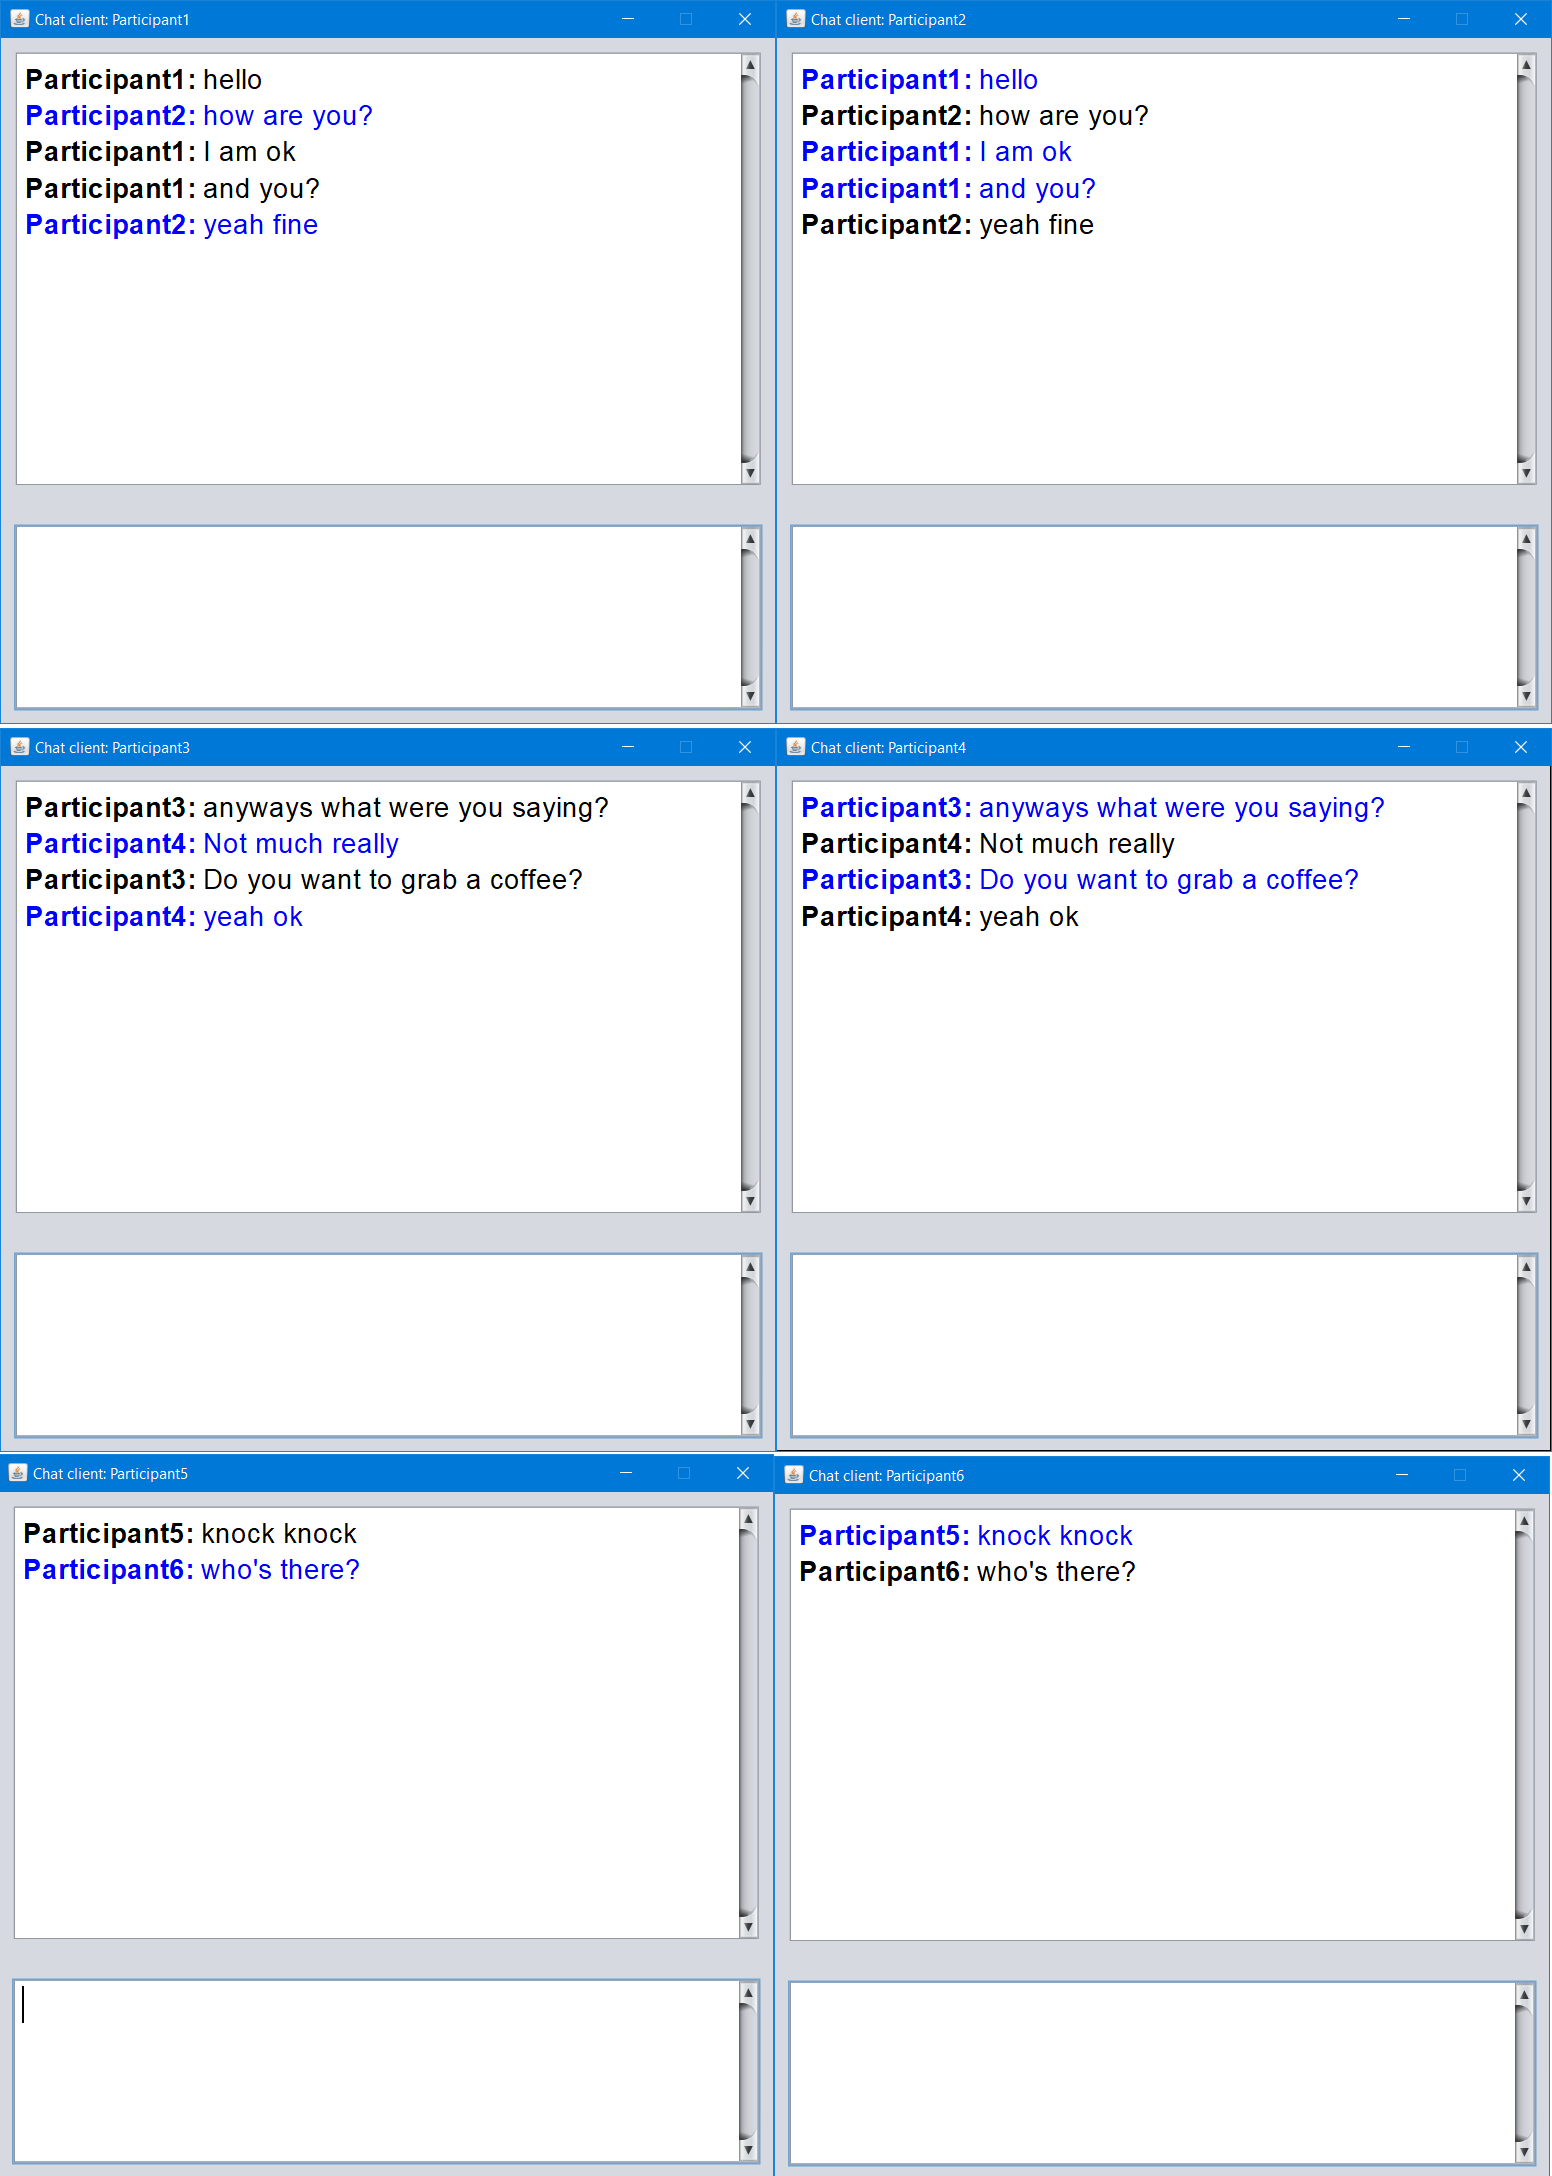 Chat client: Participant1
Participant1: hello
Participant2: how are you?
Participant1: I am ok
Participant1: and you?
Participant2: yeah fine
Chat client: Participant2
Participant1: hello
Participant2: how are you?
Participant1: I am ok
Participant1: and you?
Participant2: yeah fine
Chat client: Participant3
Participant3: anyways what were you saying?
Participant4: Not much really
Participant3: Do you want to grab a coffee?
Participant4: yeah ok
Chat client: Participant4
Participant3: anyways what were you saying?
Participant4: Not much really
Participant3: Do you want to grab a coffee?
Participant4: yeah ok
Chat client: Participant5
Participant5: knock knock
Participant6: who's there?
Chat client: Participant6
Participant5: knock knock
Participant6: who's there?